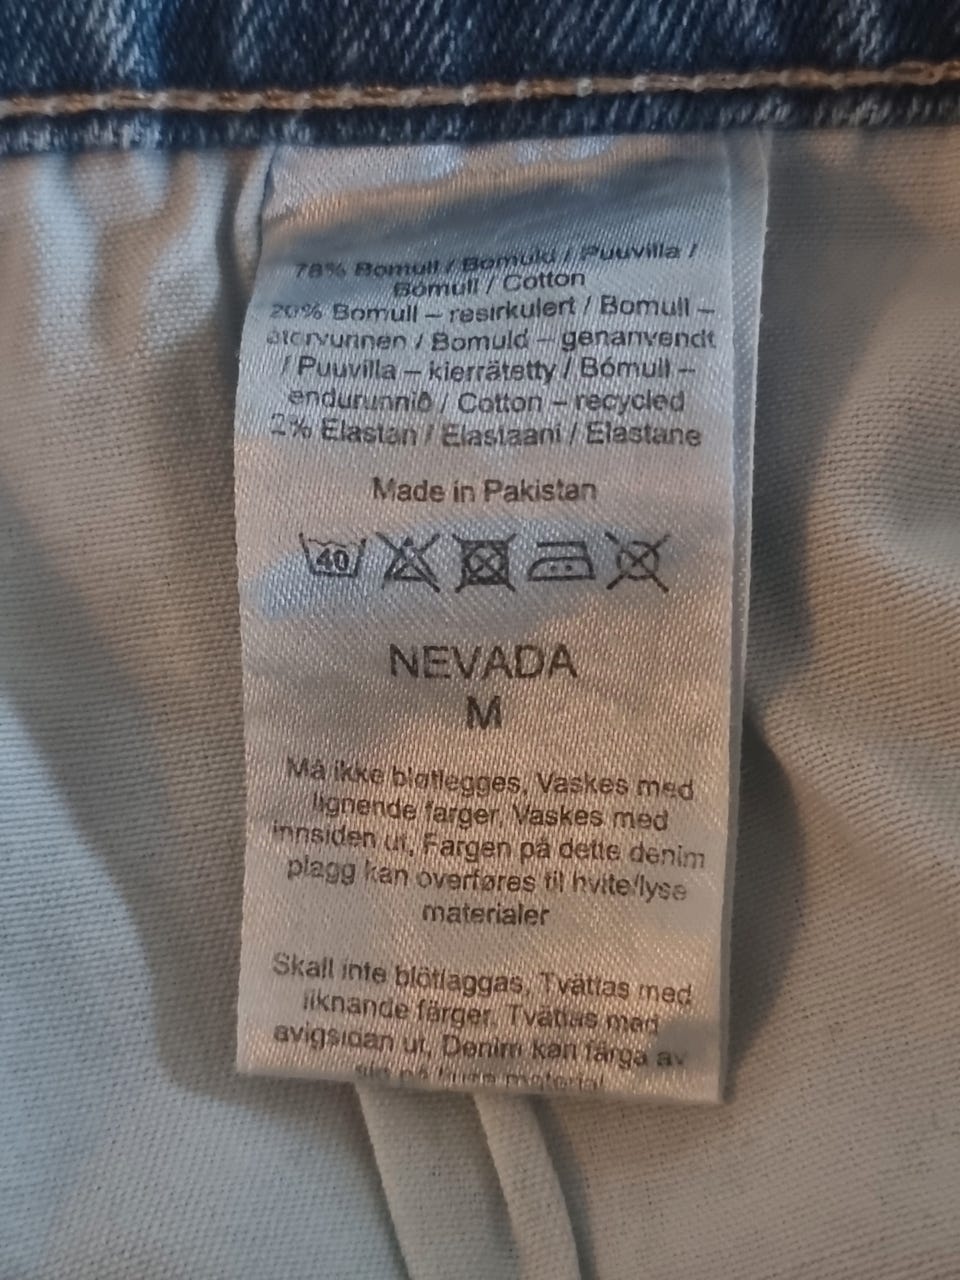 78% Bomull / Bomuld / Puuvilla /
Bómull / Cotton
20% Bomull – resirkulert / Bomull –
återvunnen / Bomuld – genanvendt
/ Puuvilla – kierrätetty / Bómull –
endurunnið / Cotton – recycled
2% Elastan / Elastaani / Elastane
Made in Pakistan
40
NEVADA
M
Må ikke bløtlegges, Vaskes med
lignende farger, Vaskes med
innsiden ut, Fargen på dette denim
plagg kan overføres til hvite/lyse
materialer
Skall inte blötläggas, Tvättas med
liknande färger, Tvättas med
avigsidan ut, Denim kan färga av